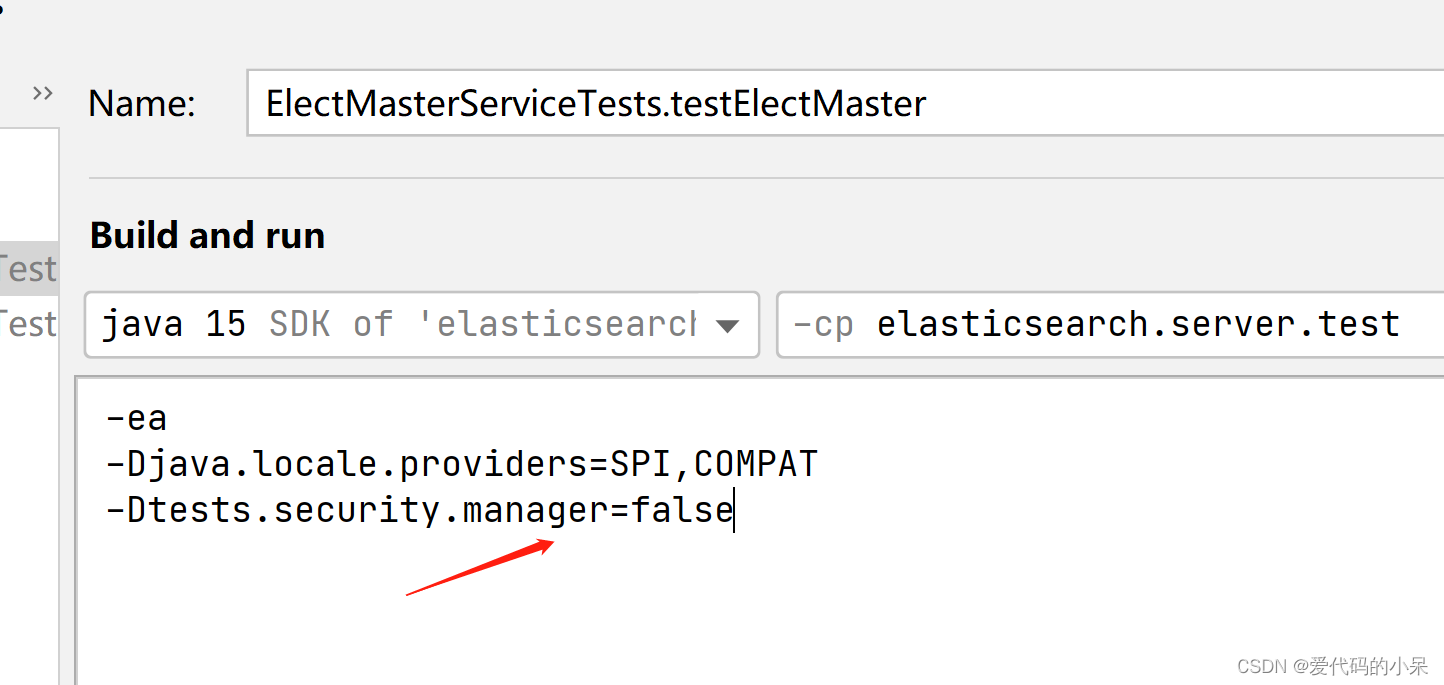 >>
Name: ElectMasterServiceTests.testElectMaster
Build and run
Test
Test
java 15 SDK of 'elasticsearch
-cp elasticsearch.server.test
-ea
-Djava.locale.providers=SPI,COMPAT
-Dtests.security.manager=false
CSDN @爱代码的小呆